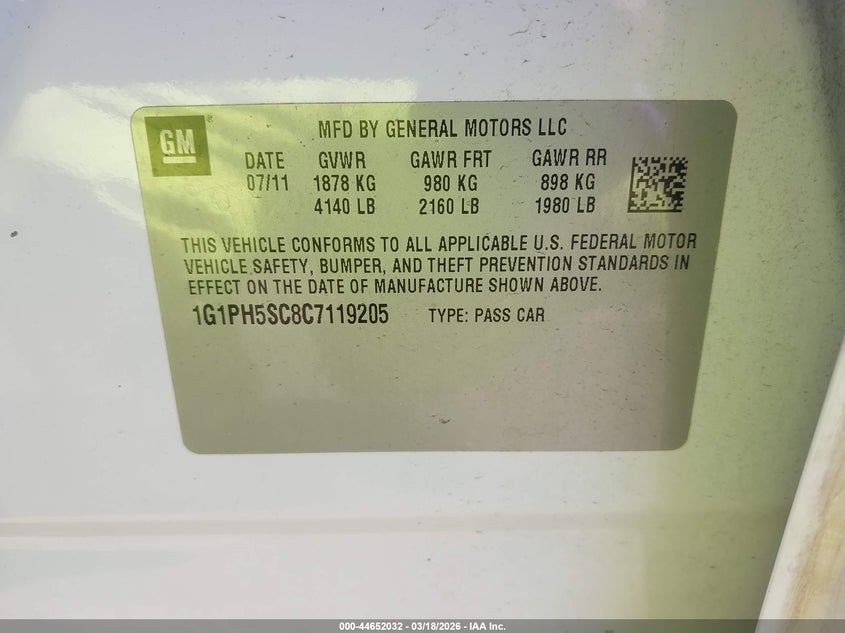 GM ®
MFD BY GENERAL MOTORS LLC
DATE GVWR GAWR FRT GAWR RR
07/11 1878 KG 980 KG 898 KG
4140 LB 2160 LB 1980 LB
THIS VEHICLE CONFORMS TO ALL APPLICABLE U.S. FEDERAL MOTOR
VEHICLE SAFETY, BUMPER, AND THEFT PREVENTION STANDARDS IN
EFFECT ON THE DATE OF MANUFACTURE SHOWN ABOVE.
1G1PH5SC8C7119205 TYPE: PASS CAR
000-44652032 - 03/18/2026 - IAA Inc.